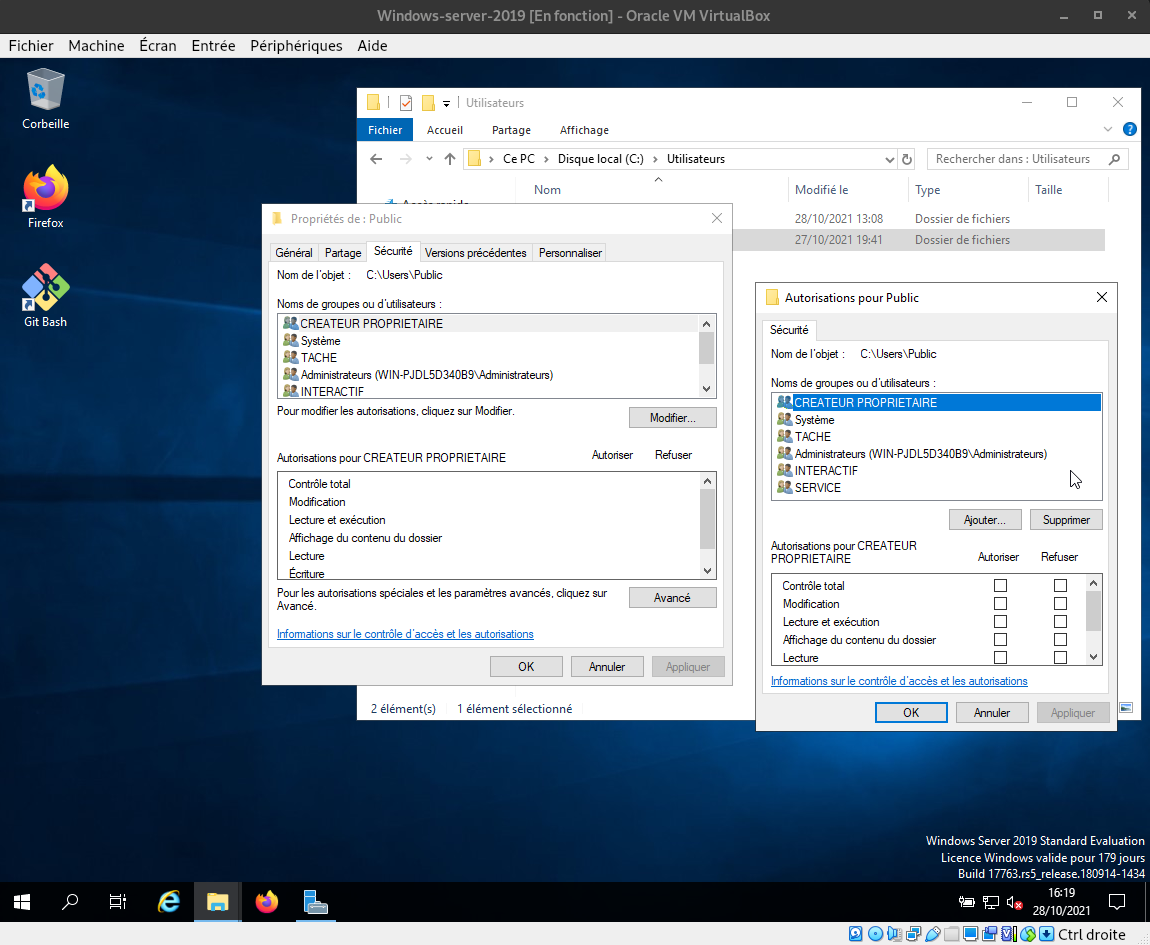 Windows-server-2019 [En fonction] - Oracle VM VirtualBox
Fichier Machine Écran Entrée Périphériques Aide
Corbeille
Firefox
Git Bash
Utilisateurs
Fichier Accueil Partage Affichage
Ce PC > Disque local (C:) > Utilisateurs
Rechercher dans : Utilisateurs
Nom Modifié le Type Taille
28/10/2021 13:08 Dossier de fichiers
27/10/2021 19:41 Dossier de fichiers
2 élément(s) 1 élément sélectionné
Propriétés de : Public
Général Partage Sécurité Versions précédentes Personnaliser
Nom de l'objet : C:\Users\Public
Noms de groupes ou d'utilisateurs :
CREATEUR PROPRIETAIRE
Système
TACHE
Administrateurs (WIN-PJDL5D340B9\Administrateurs)
INTERACTIF
Pour modifier les autorisations, cliquez sur Modifier.
Modifier...
Autorisations pour CREATEUR PROPRIETAIRE Autoriser Refuser
Contrôle total
Modification
Lecture et exécution
Affichage du contenu du dossier
Lecture
Écriture
Pour les autorisations spéciales et les paramètres avancés, cliquez sur
Avancé.
Avancé
Informations sur le contrôle d'accès et les autorisations
OK Annuler Appliquer
Autorisations pour Public
Sécurité
Nom de l'objet : C:\Users\Public
Noms de groupes ou d'utilisateurs :
CREATEUR PROPRIETAIRE
Système
TACHE
Administrateurs (WIN-PJDL5D340B9\Administrateurs)
INTERACTIF
SERVICE
Ajouter... Supprimer
Autorisations pour CREATEUR
PROPRIETAIRE
Autoriser Refuser
Contrôle total
Modification
Lecture et exécution
Affichage du contenu du dossier
Lecture
Informations sur le contrôle d'accès et les autorisations
OK Annuler Appliquer
Windows Server 2019 Standard Evaluation
Licence Windows valide pour 179 jours
Build 17763.rs5_release.180914-1434
16:19
28/10/2021
Ctrl droite